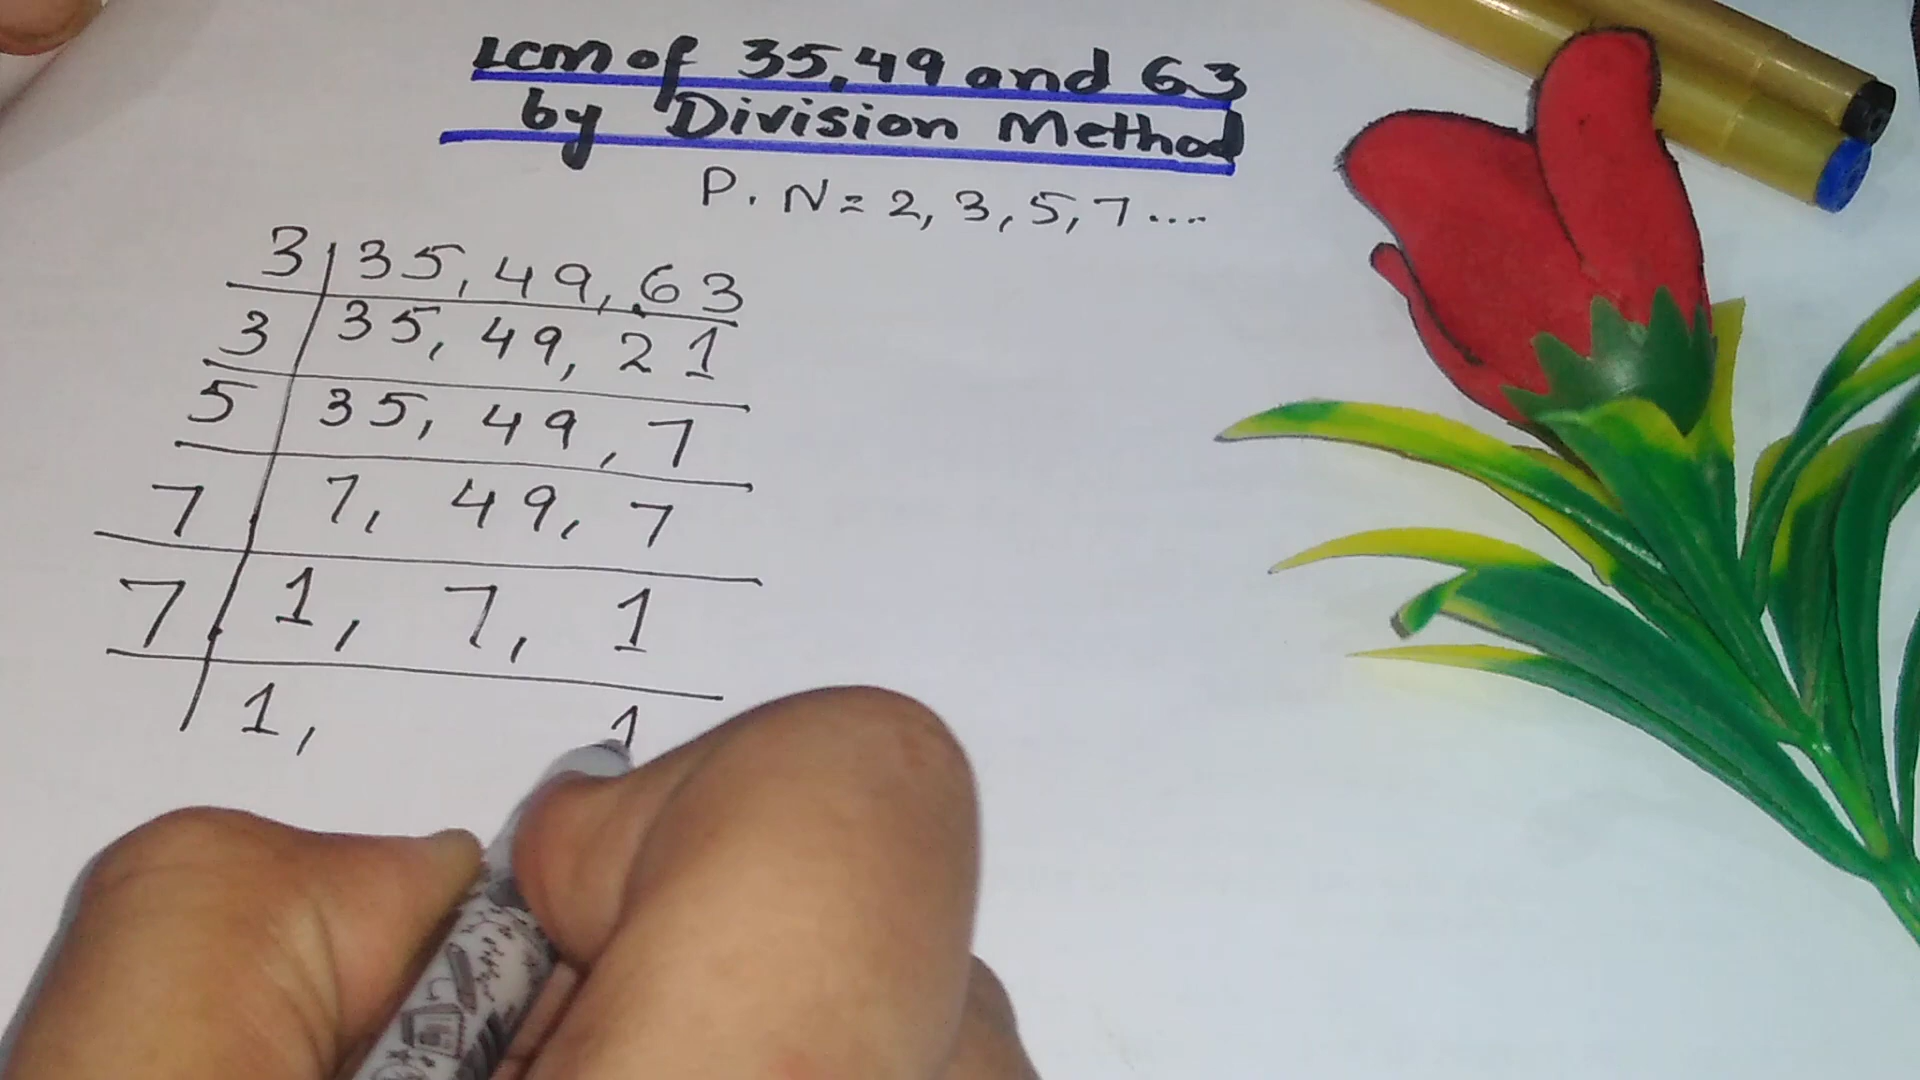 LCM of 35,49 and 63
by Division Method
P. N = 2, 3, 5, 7 ....
3 | 35, 49, 63
3 | 35, 49, 21
5 | 35, 49, 7
7 | 7, 49, 7
7 | 1, 7, 1
| 1, 1